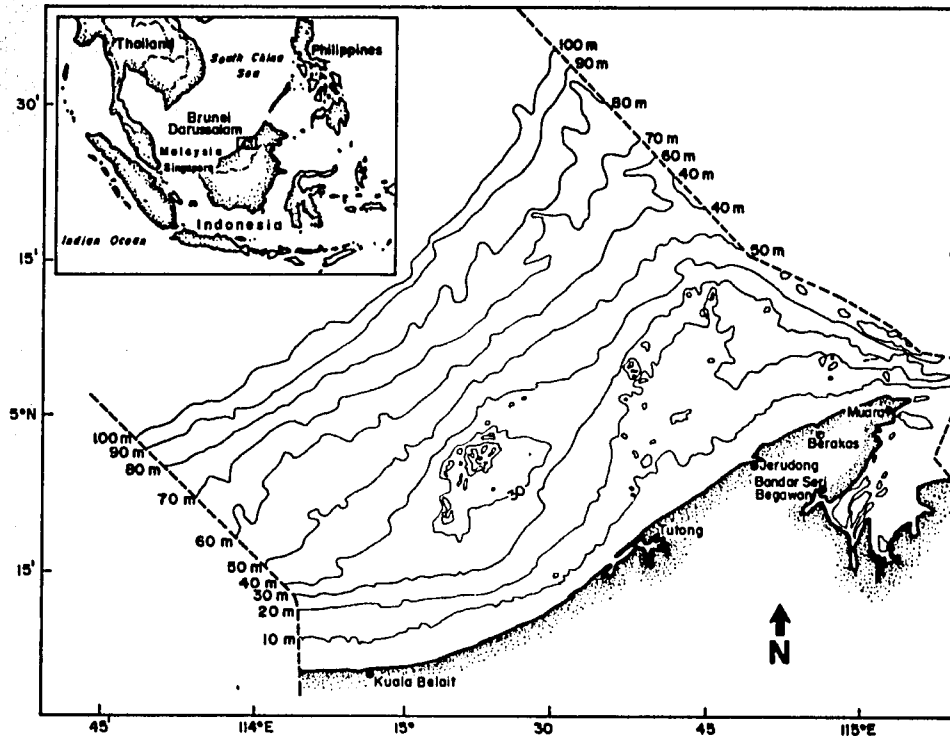 Thailand
South China
Sea
Philippines
Brunei
Darussalam
Malaysia
Singapore
Indonesia
Indian Ocean
100 m
90 m
80 m
70 m
60 m
40 m
40 m
50 m
30'
15'
5°N
15'
100 m
90 m
80 m
70 m
60 m
50 m
40 m
30 m
20 m
10 m
Muara
Berakas
Jerudong
Bandar Seri
Begawan
Tutong
Kuala Belait
N
45'
114°E
15°
30
45
115°E